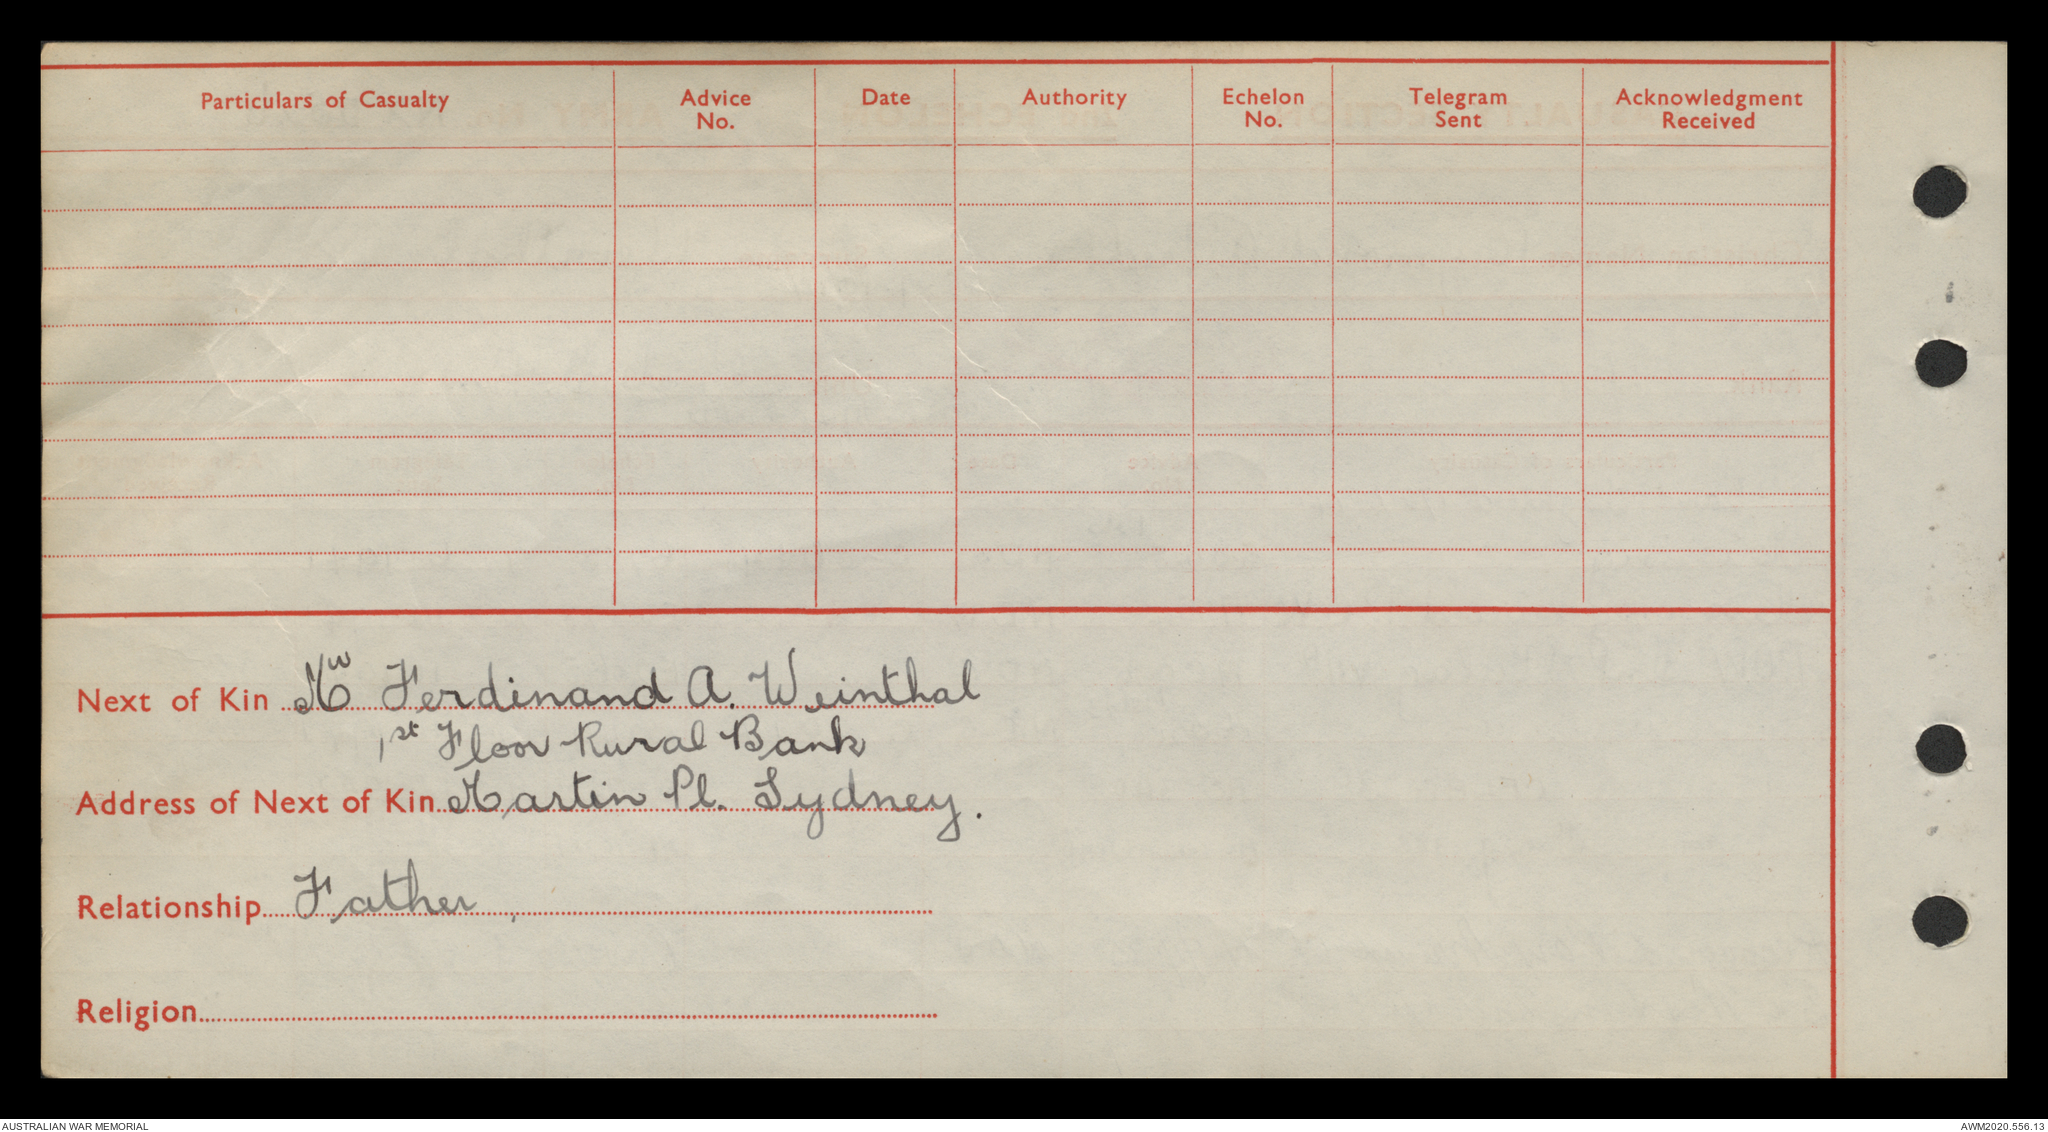 Particulars of Casualty Advice No. Date Authority Echelon No. Telegram Sent Acknowledgment Received
Next of Kin Mr Ferdinand A. Weinthal
1st Floor Rural Bank
Address of Next of Kin Martin Pl. Sydney.
Relationship Father
Religion
AUSTRALIAN WAR MEMORIAL
AWM2020.556.13